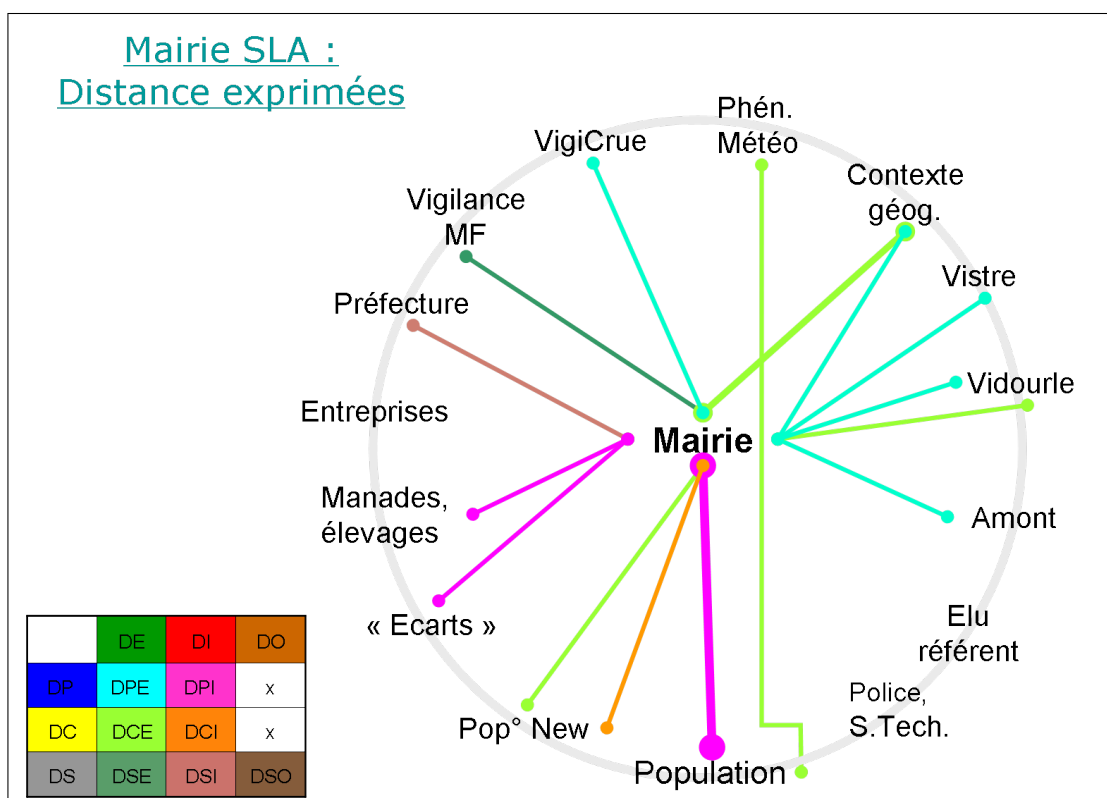 Mairie SLA :
Distance exprimées
Phén.
Météo
VigiCrue
Contexte
géog.
Vigilance
MF
Vistre
Préfecture
Vidourle
Entreprises
Mairie
Manades,
élevages
Amont
« Ecarts »
Elu
référent
Police,
S.Tech.
Pop° New
Population
DE DI DO
DP DPE DPI x
DC DCE DCI x
DS DSE DSI DSO